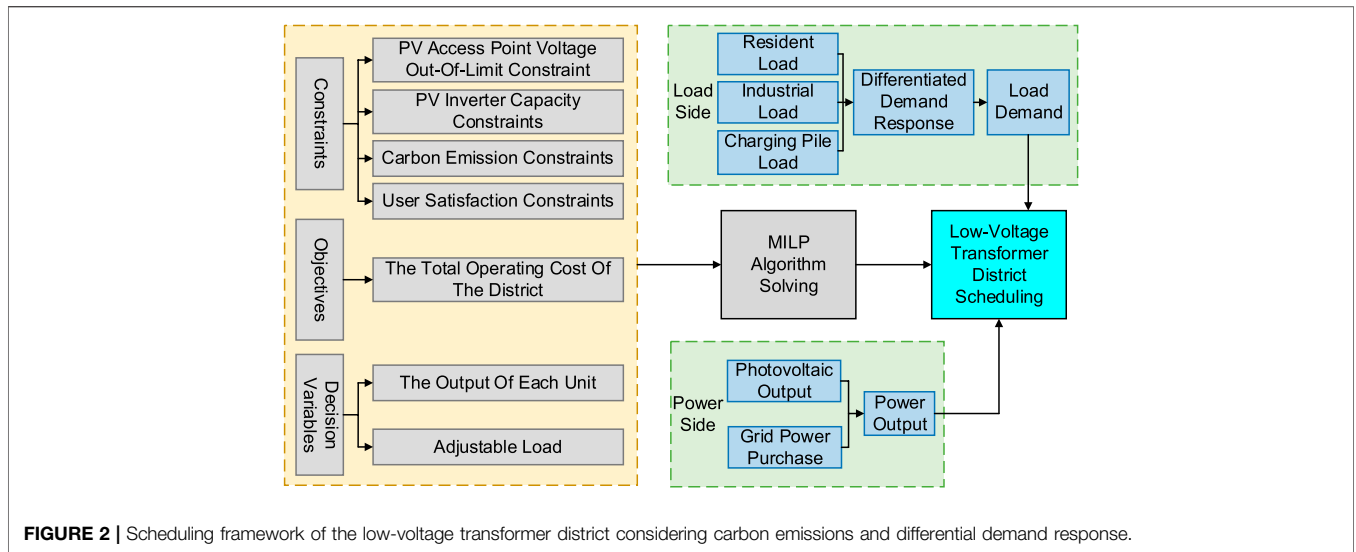 Constraints
PV Access Point Voltage
Out-Of-Limit Constraint
PV Inverter Capacity
Constraints
Carbon Emission Constraints
User Satisfaction Constraints
Objectives
The Total Operating Cost Of
The District
Decision
Variables
The Output Of Each Unit
Adjustable Load
MILP
Algorithm
Solving
Load
Side
Resident
Load
Industrial
Load
Charging Pile
Load
Differentiated
Demand
Response
Load
Demand
Low-Voltage
Transformer
District
Scheduling
Power
Side
Photovoltaic
Output
Grid Power
Purchase
Power
Output
FIGURE 2 | Scheduling framework of the low-voltage transformer district considering carbon emissions and differential demand response.